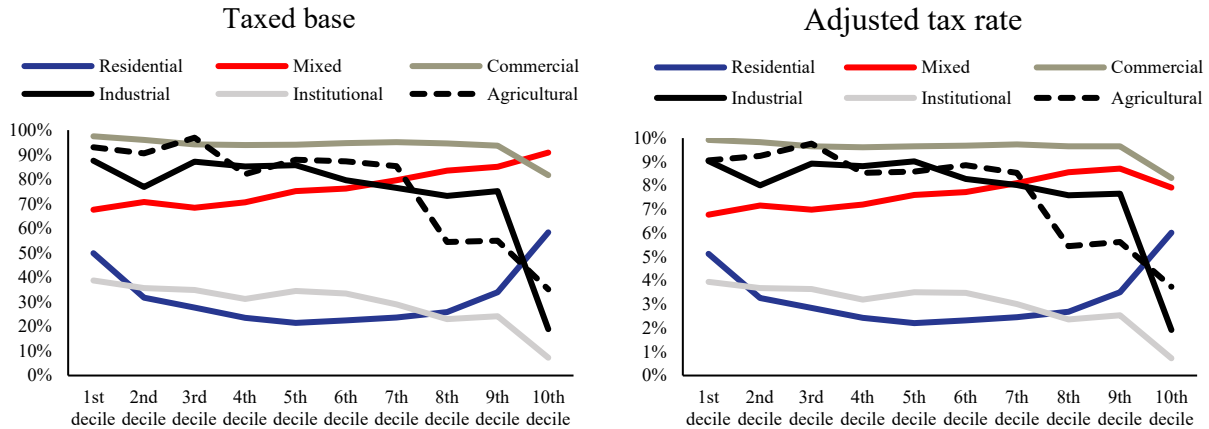 Taxed base
Residential Mixed Commercial
Industrial Institutional Agricultural
100%
90%
80%
70%
60%
50%
40%
30%
20%
10%
0%
1st 2nd 3rd 4th 5th 6th 7th 8th 9th 10th
decile decile decile decile decile decile decile decile decile decile
Adjusted tax rate
Residential Mixed Commercial
Industrial Institutional Agricultural
10%
9%
8%
7%
6%
5%
4%
3%
2%
1%
0%
1st 2nd 3rd 4th 5th 6th 7th 8th 9th 10th
decile decile decile decile decile decile decile decile decile decile